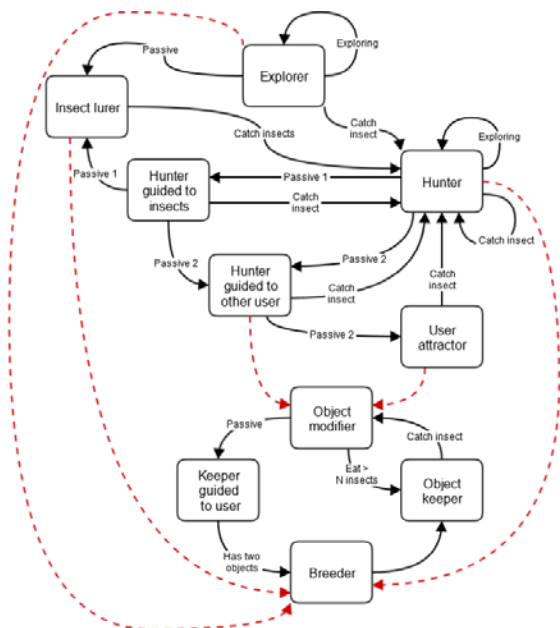 Passive
Exploring
Explorer
Insect lurer
Catch insects
Catch
insect
Exploring
Passive 1
Hunter
guided to
insects
Passive 1
Catch
insect
Hunter
Catch insect
Passive 2
Hunter
guided to
other user
Passive 2
Catch
insect
Catch
insect
Passive 2
User
attractor
Object
modifier
Passive
Catch insect
Keeper
guided
to user
Eat >
N insects
Object
keeper
Has two
objects
Breeder